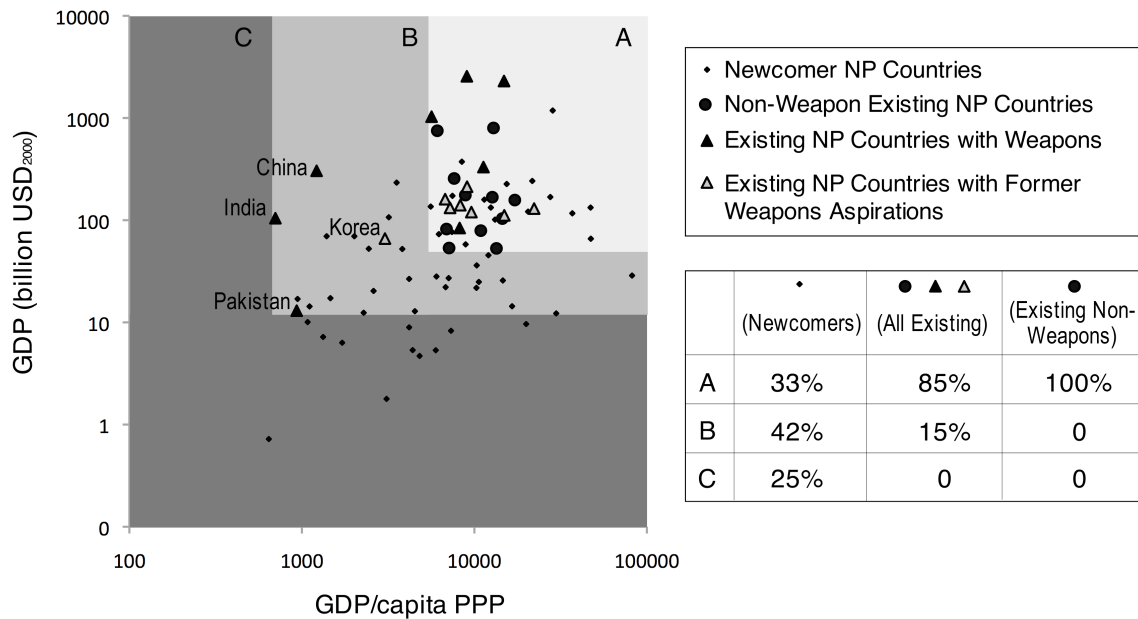 10000
1000
100
10
1
0
GDP (billion USD2000)
C
B
A
China
India
Korea
Pakistan
100
1000
10000
100000
GDP/capita PPP
Newcomer NP Countries
Non-Weapon Existing NP Countries
Existing NP Countries with Weapons
Existing NP Countries with Former
Weapons Aspirations
(Newcomers) (All Existing) (Existing Non-
Weapons)
A 33% 85% 100%
B 42% 15% 0
C 25% 0 0